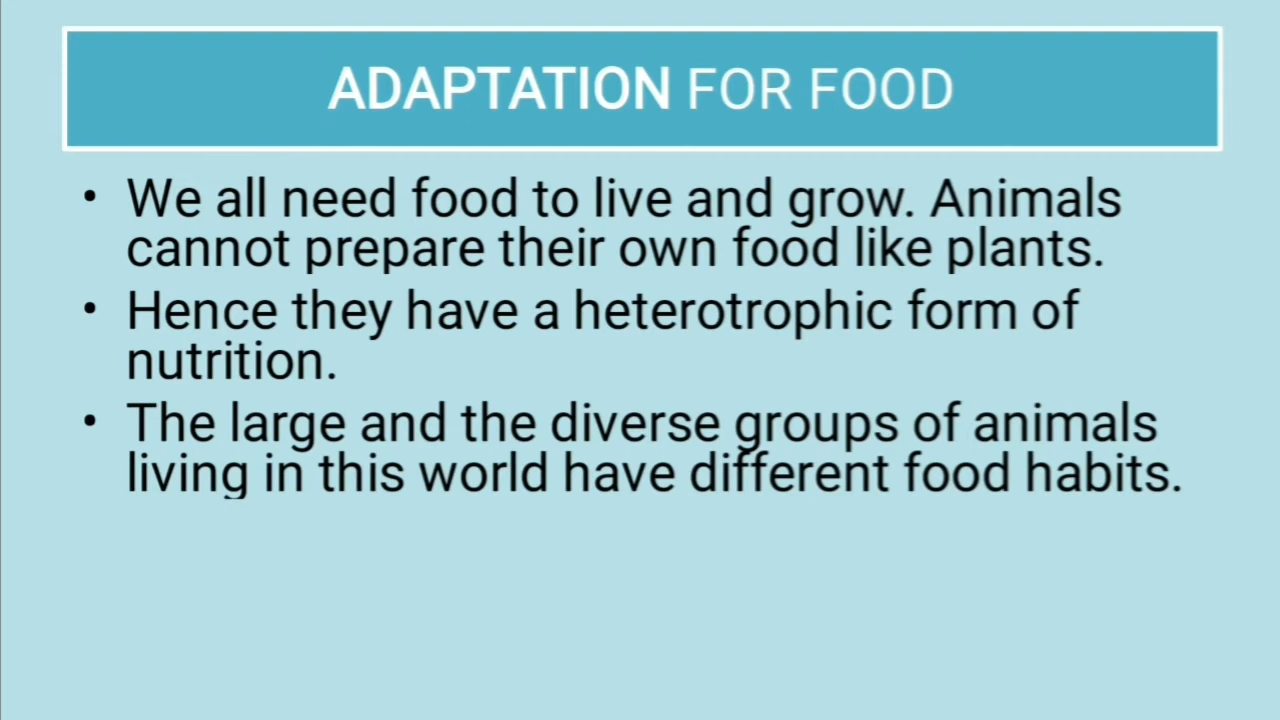 ADAPTATION FOR FOOD
• We all need food to live and grow. Animals
cannot prepare their own food like plants.
• Hence they have a heterotrophic form of
nutrition.
• The large and the diverse groups of animals
living in this world have different food habits.